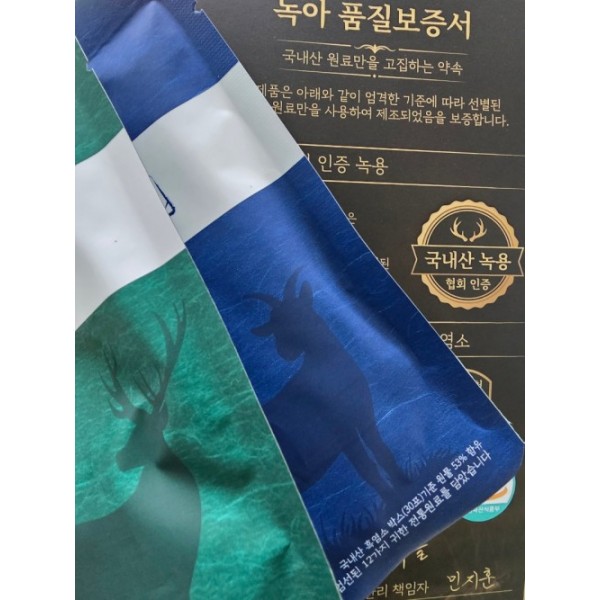 녹아 품질보증서
국내산 원료만을 고집하는 약속
제품은 아래와 같이 엄격한 기준에 따라 선별된
원료만을 사용하여 제조되었음을 보증합니다.
인증 녹용
국내산 녹용
협회 인증
염소
국내산 흑염소 박스(30포)기준 원물 53% 함유
엄선된 12가지 귀한 전통원료를 담았습니다
관리 책임자 민지훈